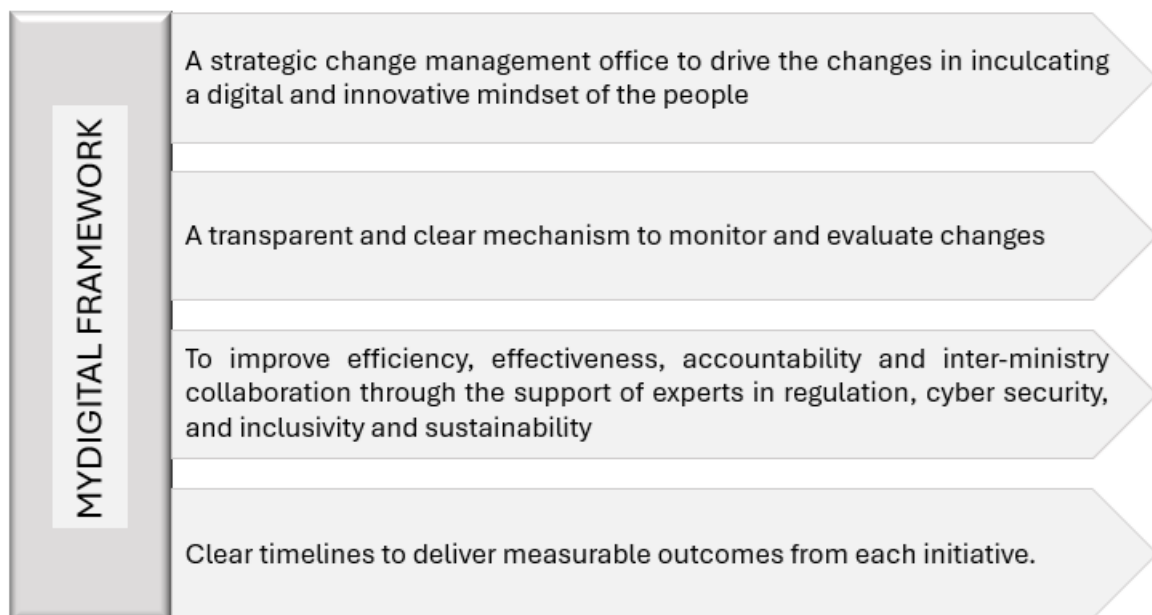 MYDIGITAL FRAMEWORK
A strategic change management office to drive the changes in inculcating
a digital and innovative mindset of the people
A transparent and clear mechanism to monitor and evaluate changes
To improve efficiency, effectiveness, accountability and inter-ministry
collaboration through the support of experts in regulation, cyber security,
and inclusivity and sustainability
Clear timelines to deliver measurable outcomes from each initiative.